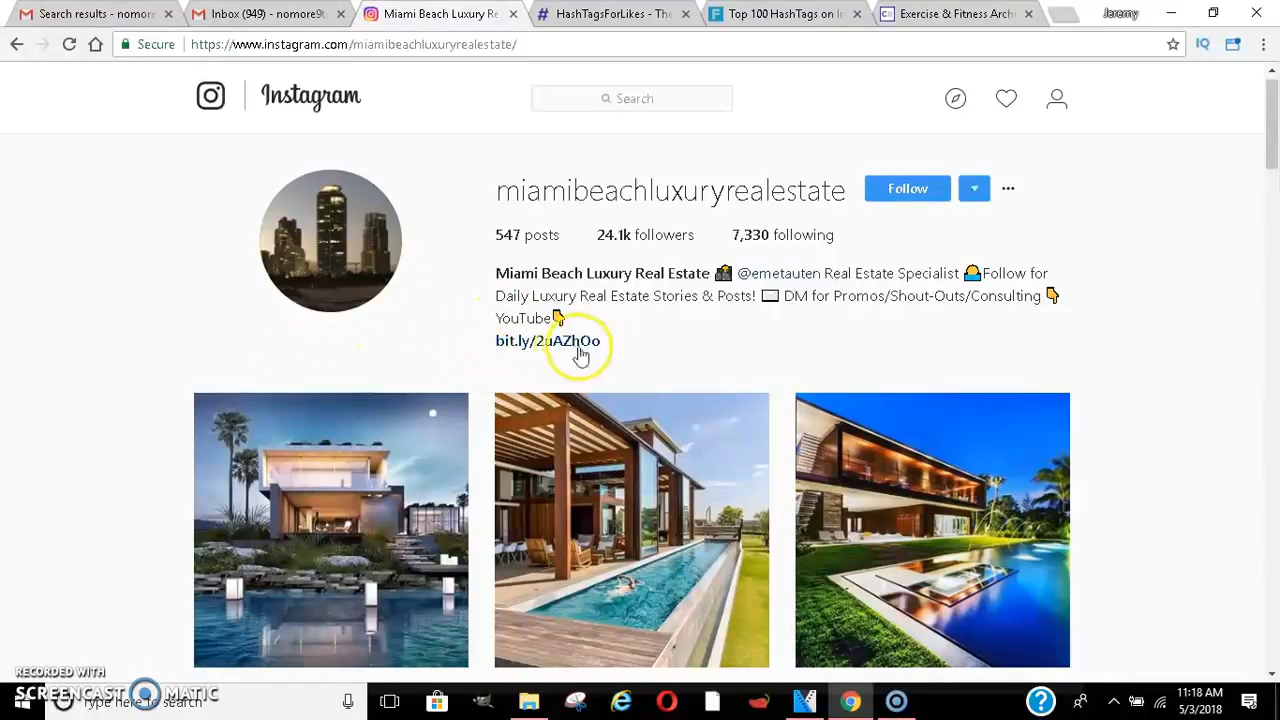 Search results - nomore9t
Inbox (949) - nomore9t
Miami Beach Luxury Re
HashTagsForLikes - The
Top 100 HashTags on In
Exercise & Fitness Arch
Jeremy
Secure
https://www.instagram.com/miamibeachluxuryrealestate/
Instagram
Search
miamibeachluxuryrealestate
Follow
547 posts
24.1k followers
7,330 following
Miami Beach Luxury Real Estate @emetauten Real Estate Specialist Follow for
Daily Luxury Real Estate Stories & Posts! DM for Promos/Shout-Outs/Consulting
YouTube
bit.ly/2uAZhOo
RECORDED WITH
SCREENCAST MATIC
Type here to search
11:18 AM
5/3/2018